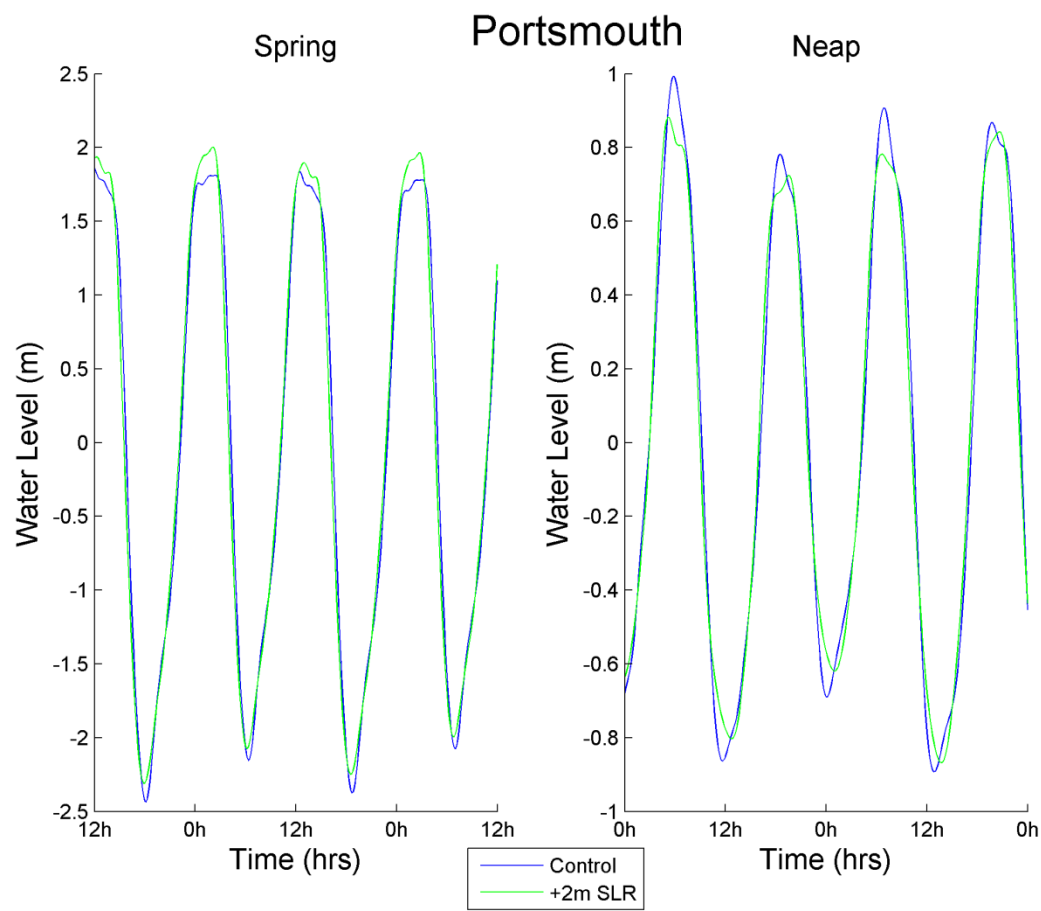 Portsmouth
Spring
Neap
2.5
2
1.5
1
0.5
0
-0.5
-1
-1.5
-2
-2.5
Water Level (m)
12h 0h 12h 0h 12h
Time (hrs)
1
0.8
0.6
0.4
0.2
0
-0.2
-0.4
-0.6
-0.8
-1
Water Level (m)
0h 12h 0h 12h 0h
Time (hrs)
Control
+2m SLR